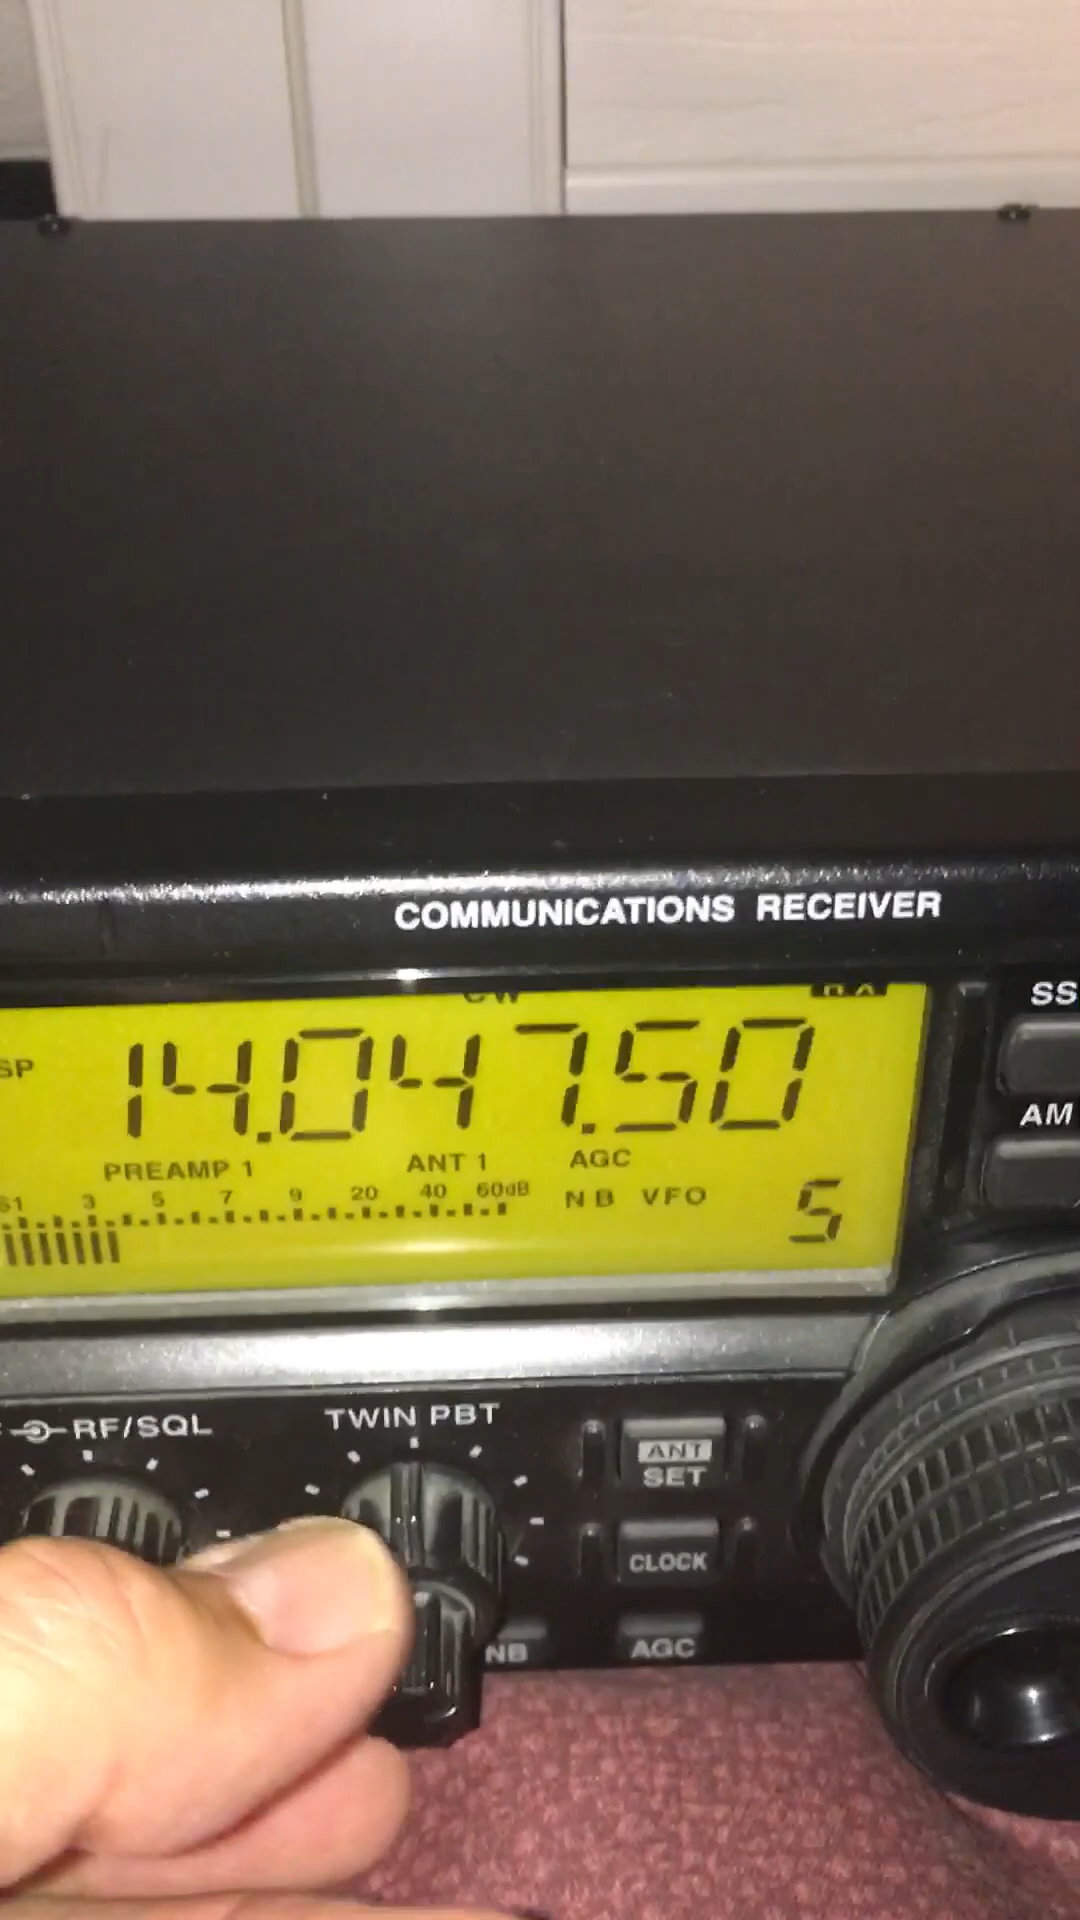 COMMUNICATIONS RECEIVER
CW
SS
SP
14.047.50
AM
PREAMP 1 ANT 1 AGC
S1 3 5 7 9 20 40 60dB
NB VFO
5
RF/SQL
TWIN PBT
ANT
SET
CLOCK
NB
AGC